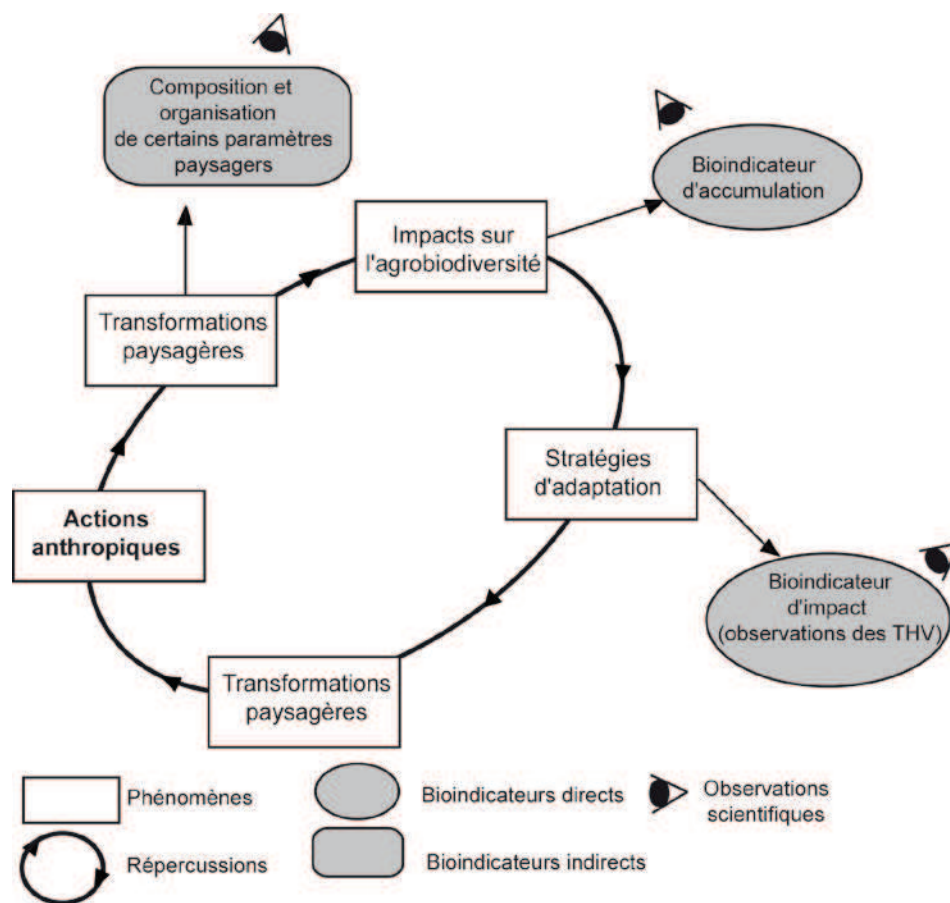 Composition et
organisation
de certains paramètres
paysagers
Bioindicateur
d'accumulation
Impacts sur
l'agrobiodiversité
Transformations
paysagères
Stratégies
d'adaptation
Actions
anthropiques
Bioindicateur
d'impact
(observations des THV)
Transformations
paysagères
Phénomènes
Bioindicateurs directs
Observations
scientifiques
Répercussions
Bioindicateurs indirects